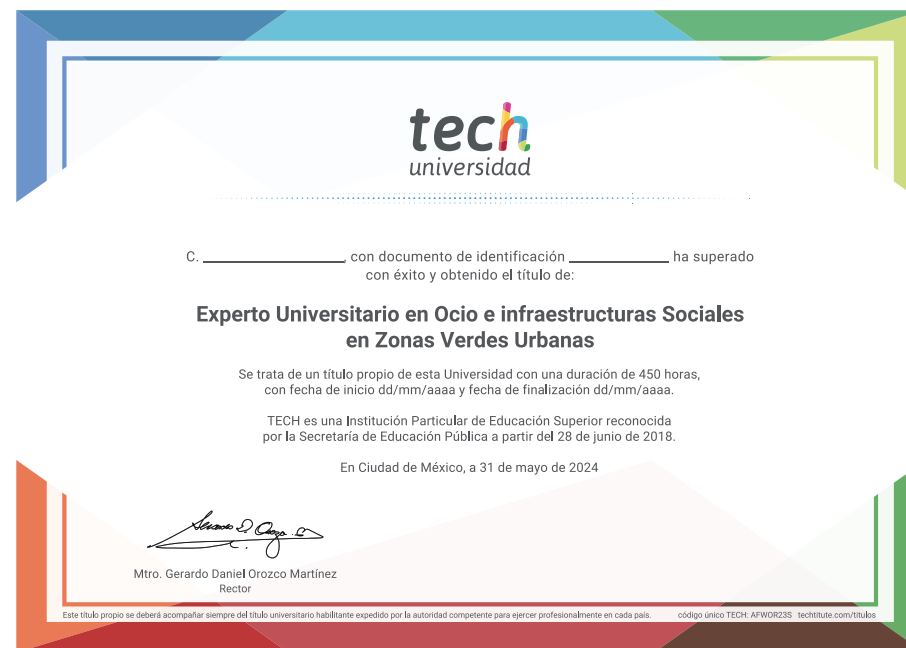 tech
universidad
C. ____________, con documento de identificación ____________ ha superado
con éxito y obtenido el título de:
Experto Universitario en Ocio e infraestructuras Sociales
en Zonas Verdes Urbanas
Se trata de un título propio de esta Universidad con una duración de 450 horas,
con fecha de inicio dd/mm/aaaa y fecha de finalización dd/mm/aaaa.
TECH es una Institución Particular de Educación Superior reconocida
por la Secretaría de Educación Pública a partir del 28 de junio de 2018.
En Ciudad de México, a 31 de mayo de 2024
Mtro. Gerardo Daniel Orozco Martínez
Rector
Este título propio se deberá acompañar siempre del título universitario habilitante expedido por la autoridad competente para ejercer profesionalmente en cada país. código único TECH: AFWOR23S techtitute.com/titulos